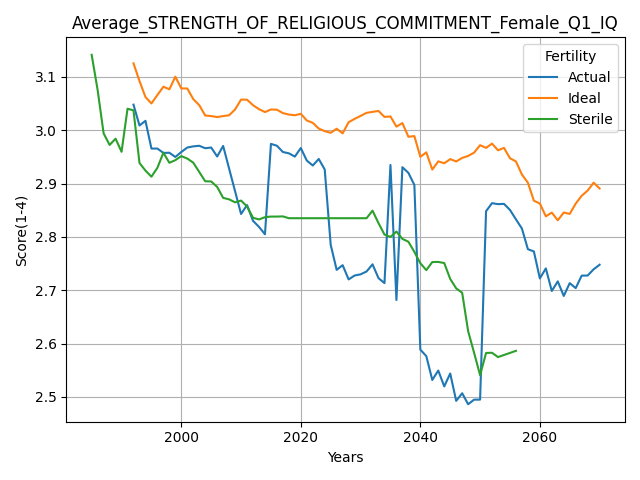 Average_STRENGTH_OF_RELIGIOUS_COMMITMENT_Female_Q1_IQ
Fertility
Actual
Ideal
Sterile
Score(1-4)
3.1
3.0
2.9
2.8
2.7
2.6
2.5
2000
2020
2040
2060
Years